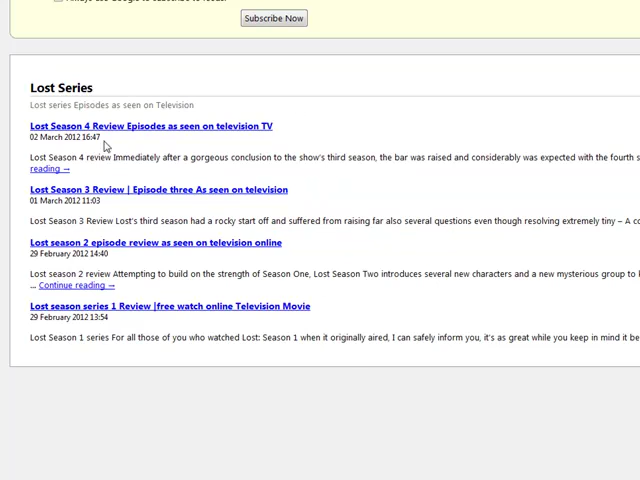 Always use Google to subscribe to feeds.
Subscribe Now
Lost Series
Lost series Episodes as seen on Television
Lost Season 4 Review Episodes as seen on television TV
02 March 2012 16:47
Lost Season 4 review Immediately after a gorgeous conclusion to the show's third season, the bar was raised and considerably was expected with the fourth s
reading →
Lost Season 3 Review | Episode three As seen on television
01 March 2012 11:03
Lost Season 3 Review Lost's third season had a rocky start off and suffered from raising far also several questions even though resolving extremely tiny – A co
Lost season 2 episode review as seen on television online
29 February 2012 14:40
Lost season 2 review Attempting to build on the strength of Season One, Lost Season Two introduces several new characters and a new mysterious group to
... Continue reading →
Lost season series 1 Review |free watch online Television Movie
29 February 2012 13:54
Lost Season 1 series For all those of you who watched Lost: Season 1 when it originally aired, I can safely inform you, it's as great while you keep in mind it be